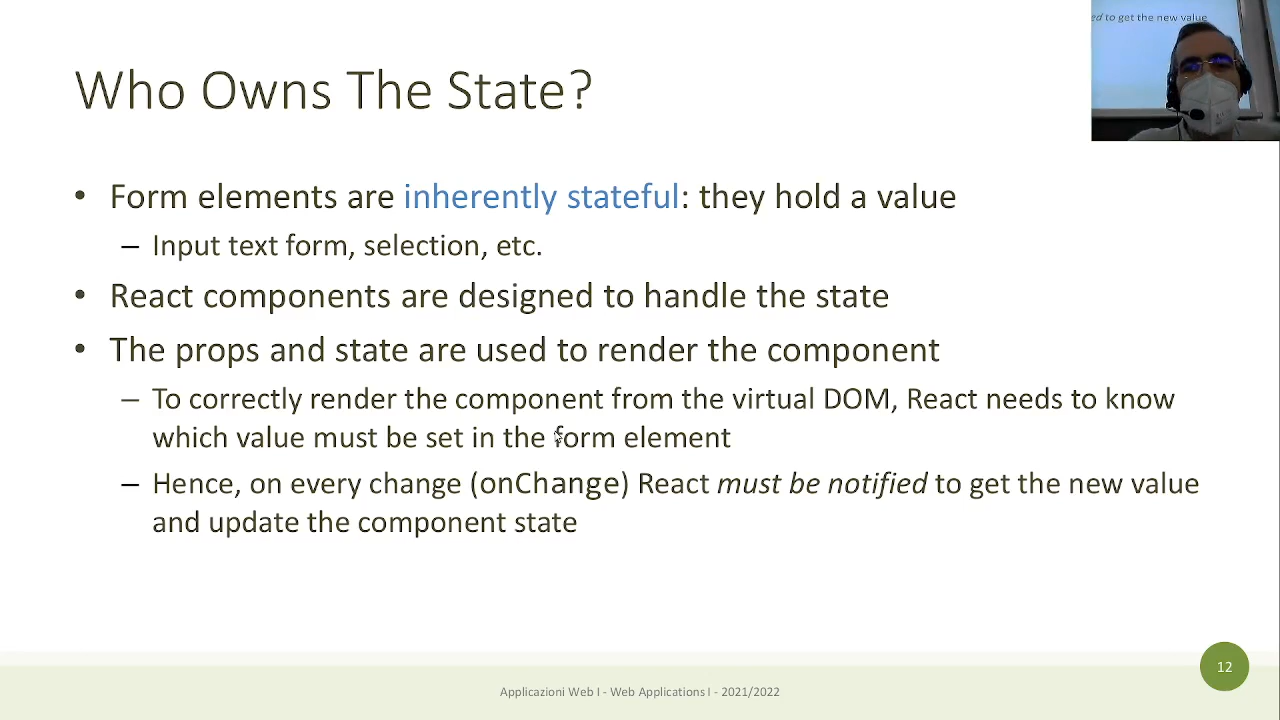 ed to get the new value
Who Owns The State?
• Form elements are inherently stateful: they hold a value
– Input text form, selection, etc.
• React components are designed to handle the state
• The props and state are used to render the component
– To correctly render the component from the virtual DOM, React needs to know
which value must be set in the form element
– Hence, on every change (onChange) React must be notified to get the new value
and update the component state
12
Applicazioni Web I - Web Applications I - 2021/2022